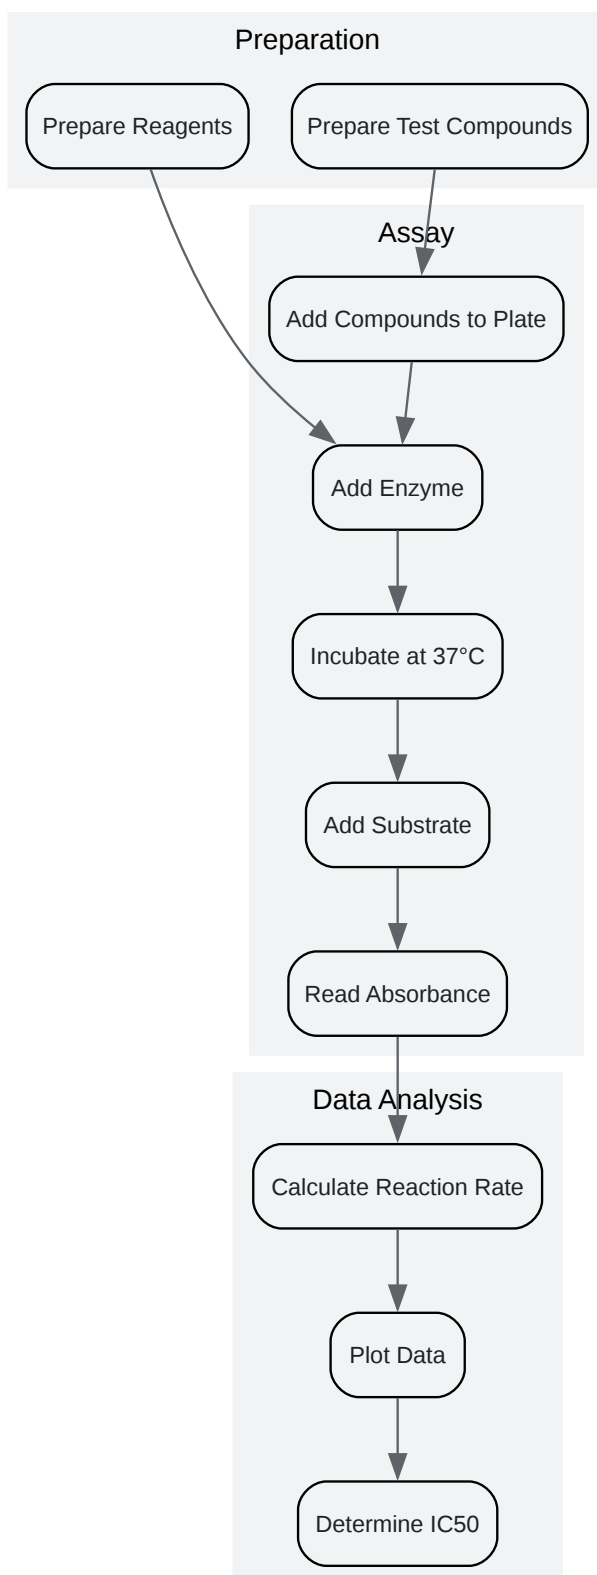 Preparation
Prepare Reagents
Prepare Test Compounds
Assay
Add Compounds to Plate
Add Enzyme
Incubate at 37°C
Add Substrate
Read Absorbance
Data Analysis
Calculate Reaction Rate
Plot Data
Determine IC50